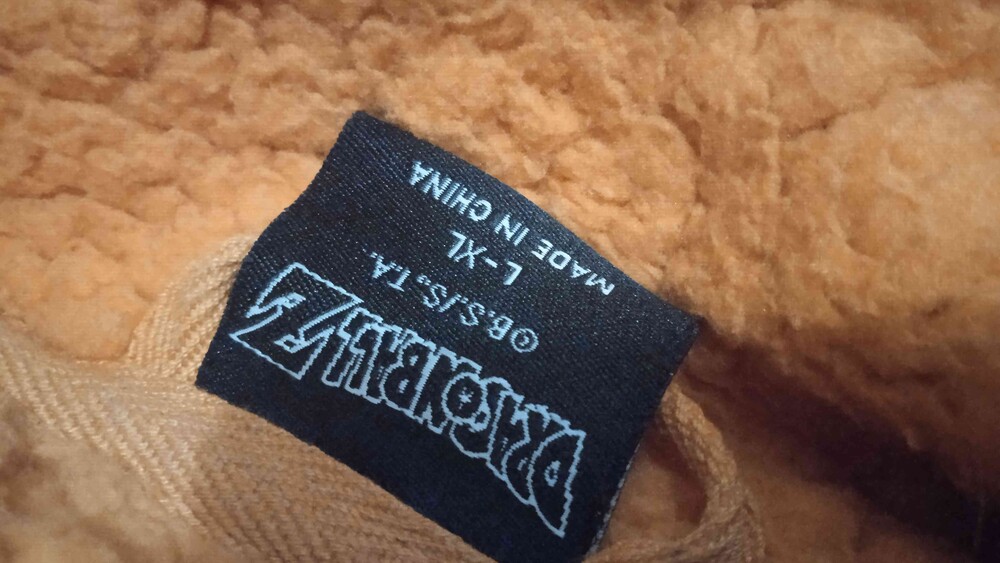 DRAGONBALL Z
©B.S./S., T.A.
L-XL
MADE IN CHINA